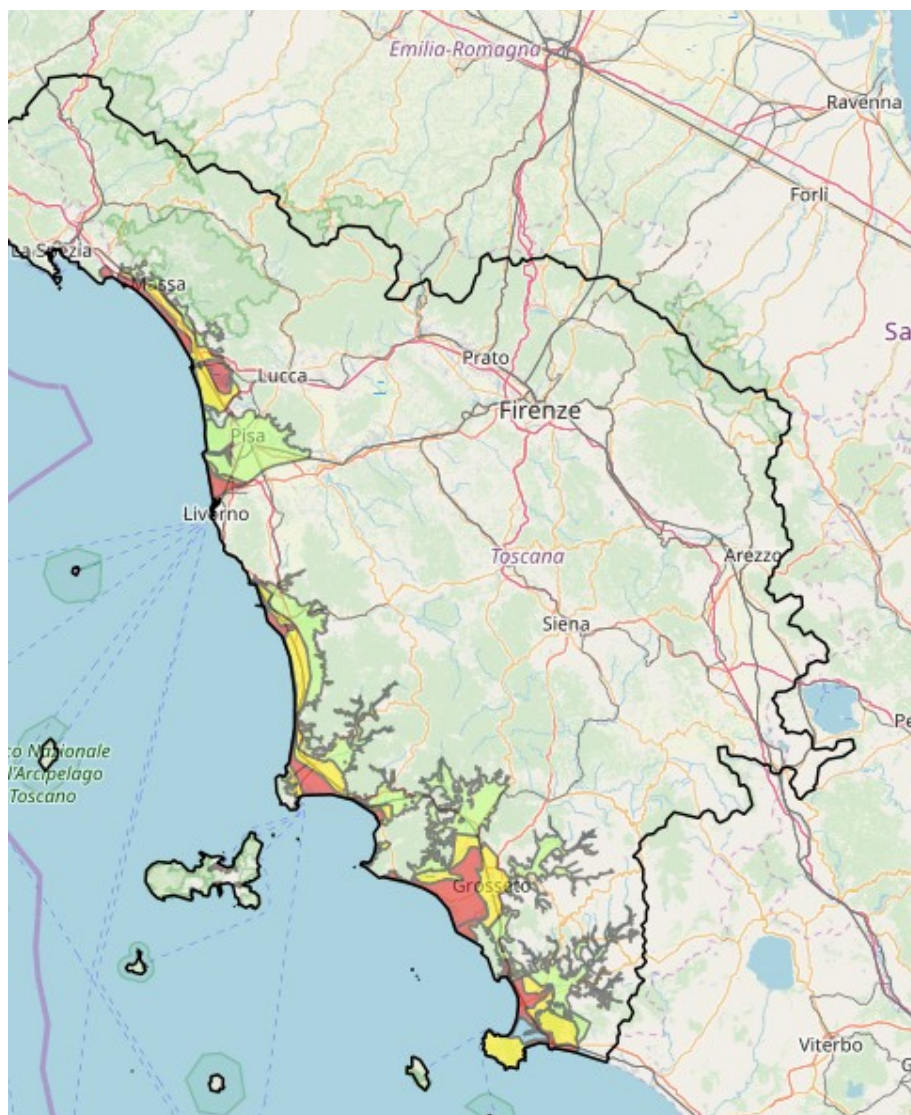 Emilia-Romagna
Ravenna
Forlì
La Spezia
Massa
Sa
Prato
Lucca
Firenze
Pisa
Livorno
Toscana
Arezzo
Siena
Pe
co Nazionale
l'Arcipelago
Toscano
Grosseto
Viterbo
G